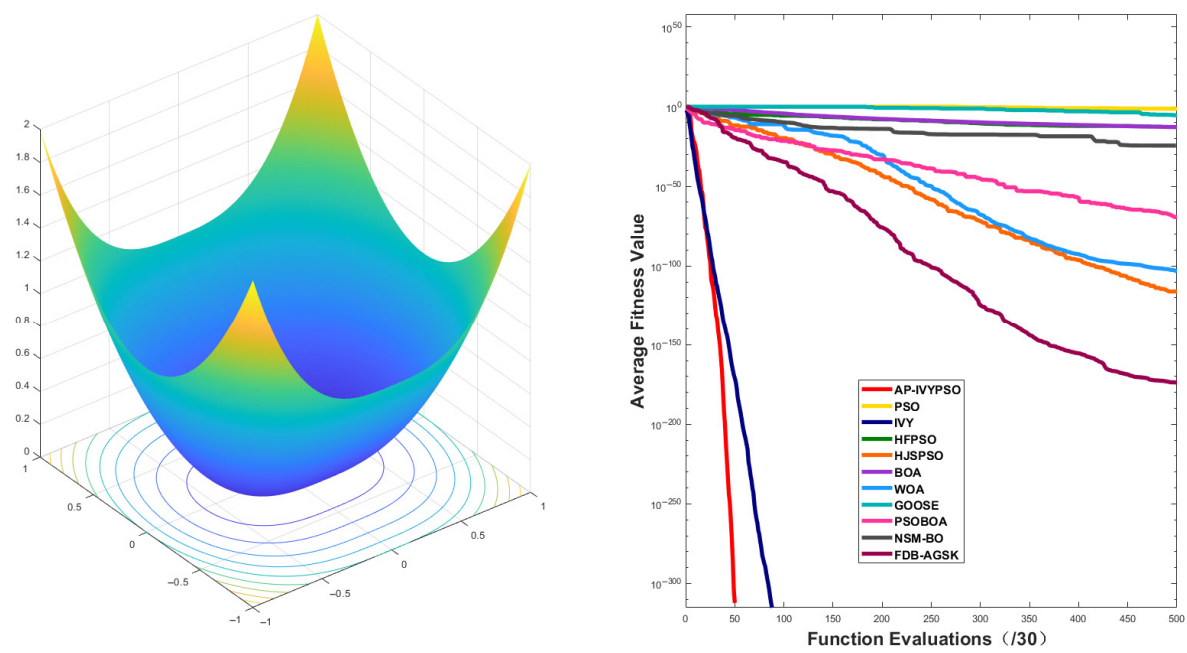 2
1.8
1.6
1.4
1.2
1
0.8
0.6
0.4
0.2
0
1
0.5
0
−0.5
−1
−1
−0.5
0
0.5
1
10^50
10^0
10^−50
10^−100
10^−150
10^−200
10^−250
10^−300
Average Fitness Value
AP-IVYPSO
PSO
IVY
HFPSO
HJSPSO
BOA
WOA
GOOSE
PSOBOA
NSM-BO
FDB-AGSK
0 50 100 150 200 250 300 350 400 450 500
Function Evaluations（/30）